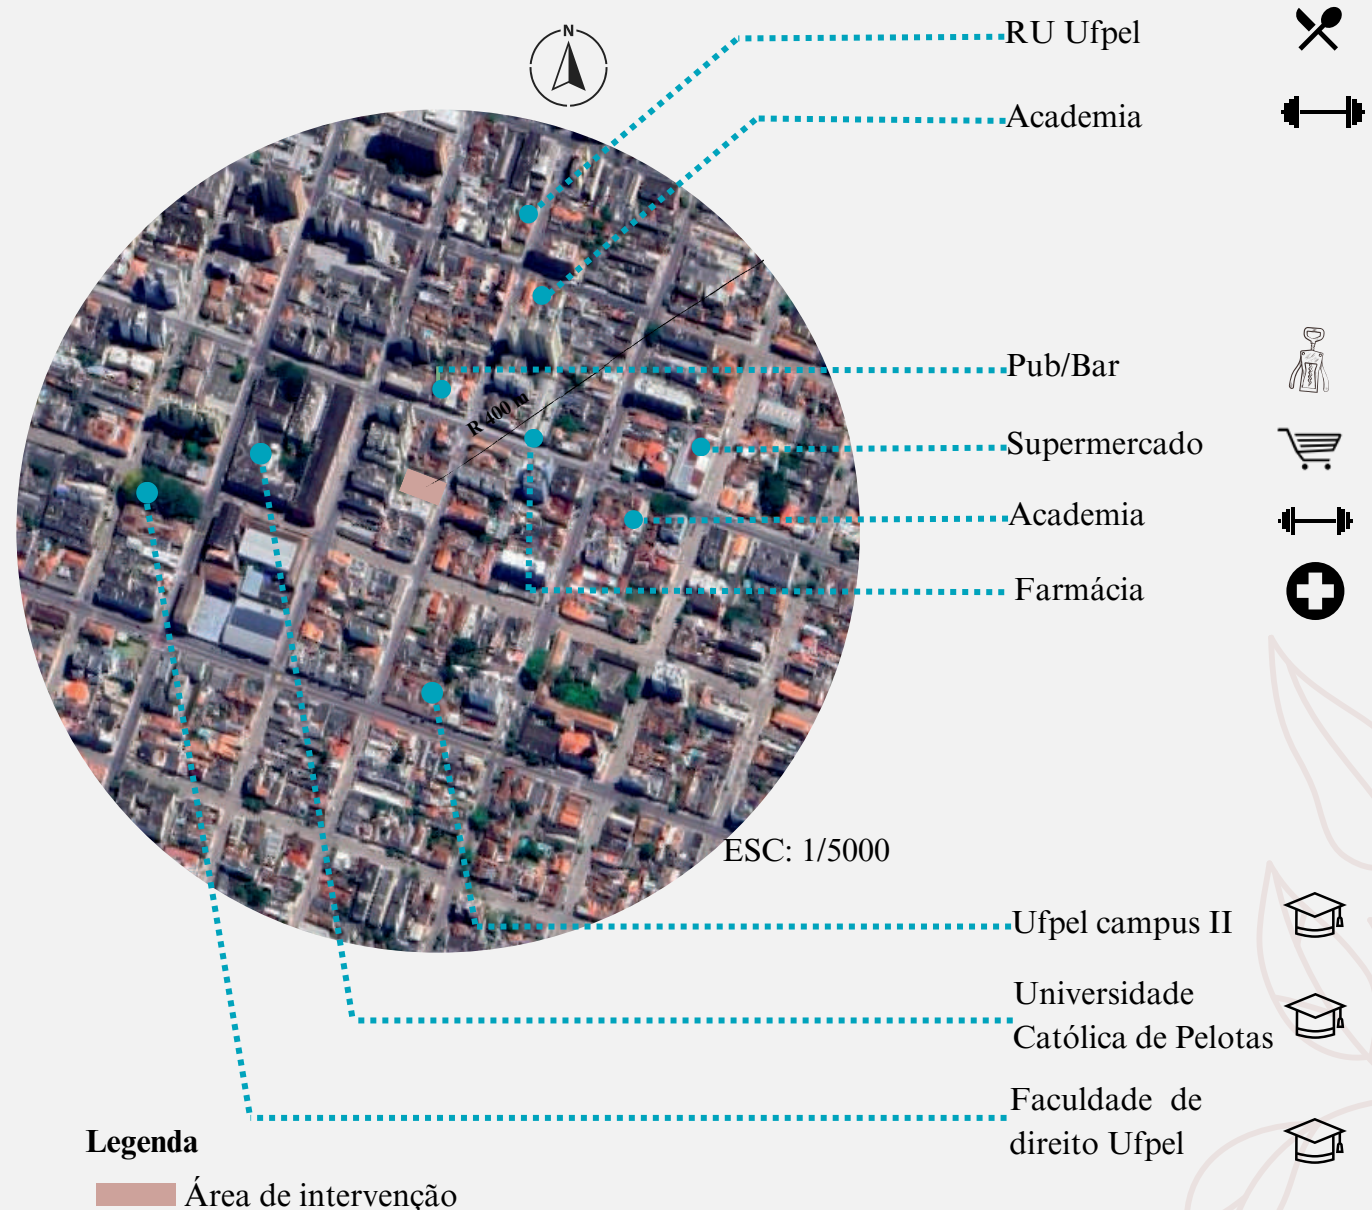 N
RU Ufpel
Academia
Pub/Bar
R 400 m
Supermercado
Academia
Farmácia
ESC: 1/5000
Ufpel campus II
Universidade
Católica de Pelotas
Faculdade de
direito Ufpel
Legenda
Área de intervenção